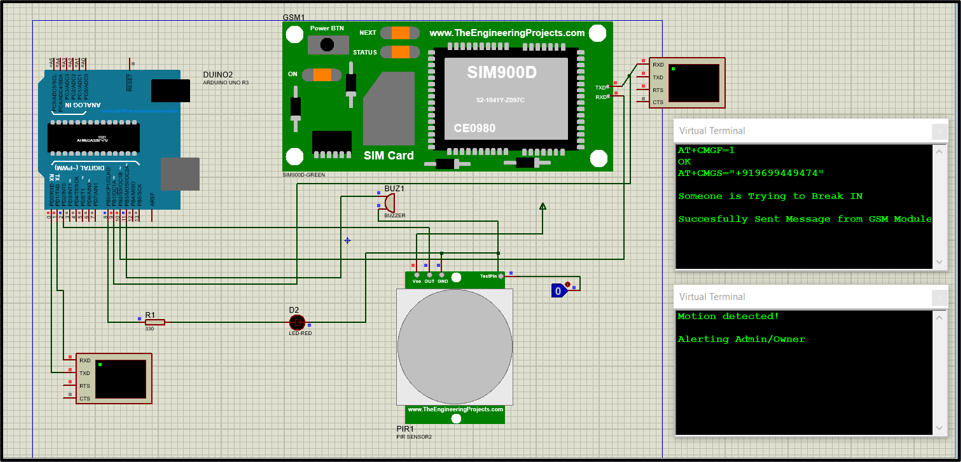 GSM1
Power BTN
NEXT
www.TheEngineeringProjects.com
STATUS
ON
SIM900D
S2-1041Y-Z097C
CE0980
SIM Card
SIM900D-GREEN
TXD
RXD
RXD
TXD
RTS
CTS
DUINO2
ARDUINO UNO R3
RESET
ANALOG IN
DIGITAL (~PWM)
AREF
BUZ1
BUZZER
Virtual Terminal
AT+CMGF=1
OK
AT+CMGS="+919699449474"
Someone is Trying to Break IN
Succesfully Sent Message from GSM Module
Vcc OUT GND
TestPin
0
R1
330
D2
LED-RED
RXD
TXD
RTS
CTS
www.TheEngineeringProjects.com
PIR1
PIR SENSOR2
Virtual Terminal
Motion detected!
Alerting Admin/Owner